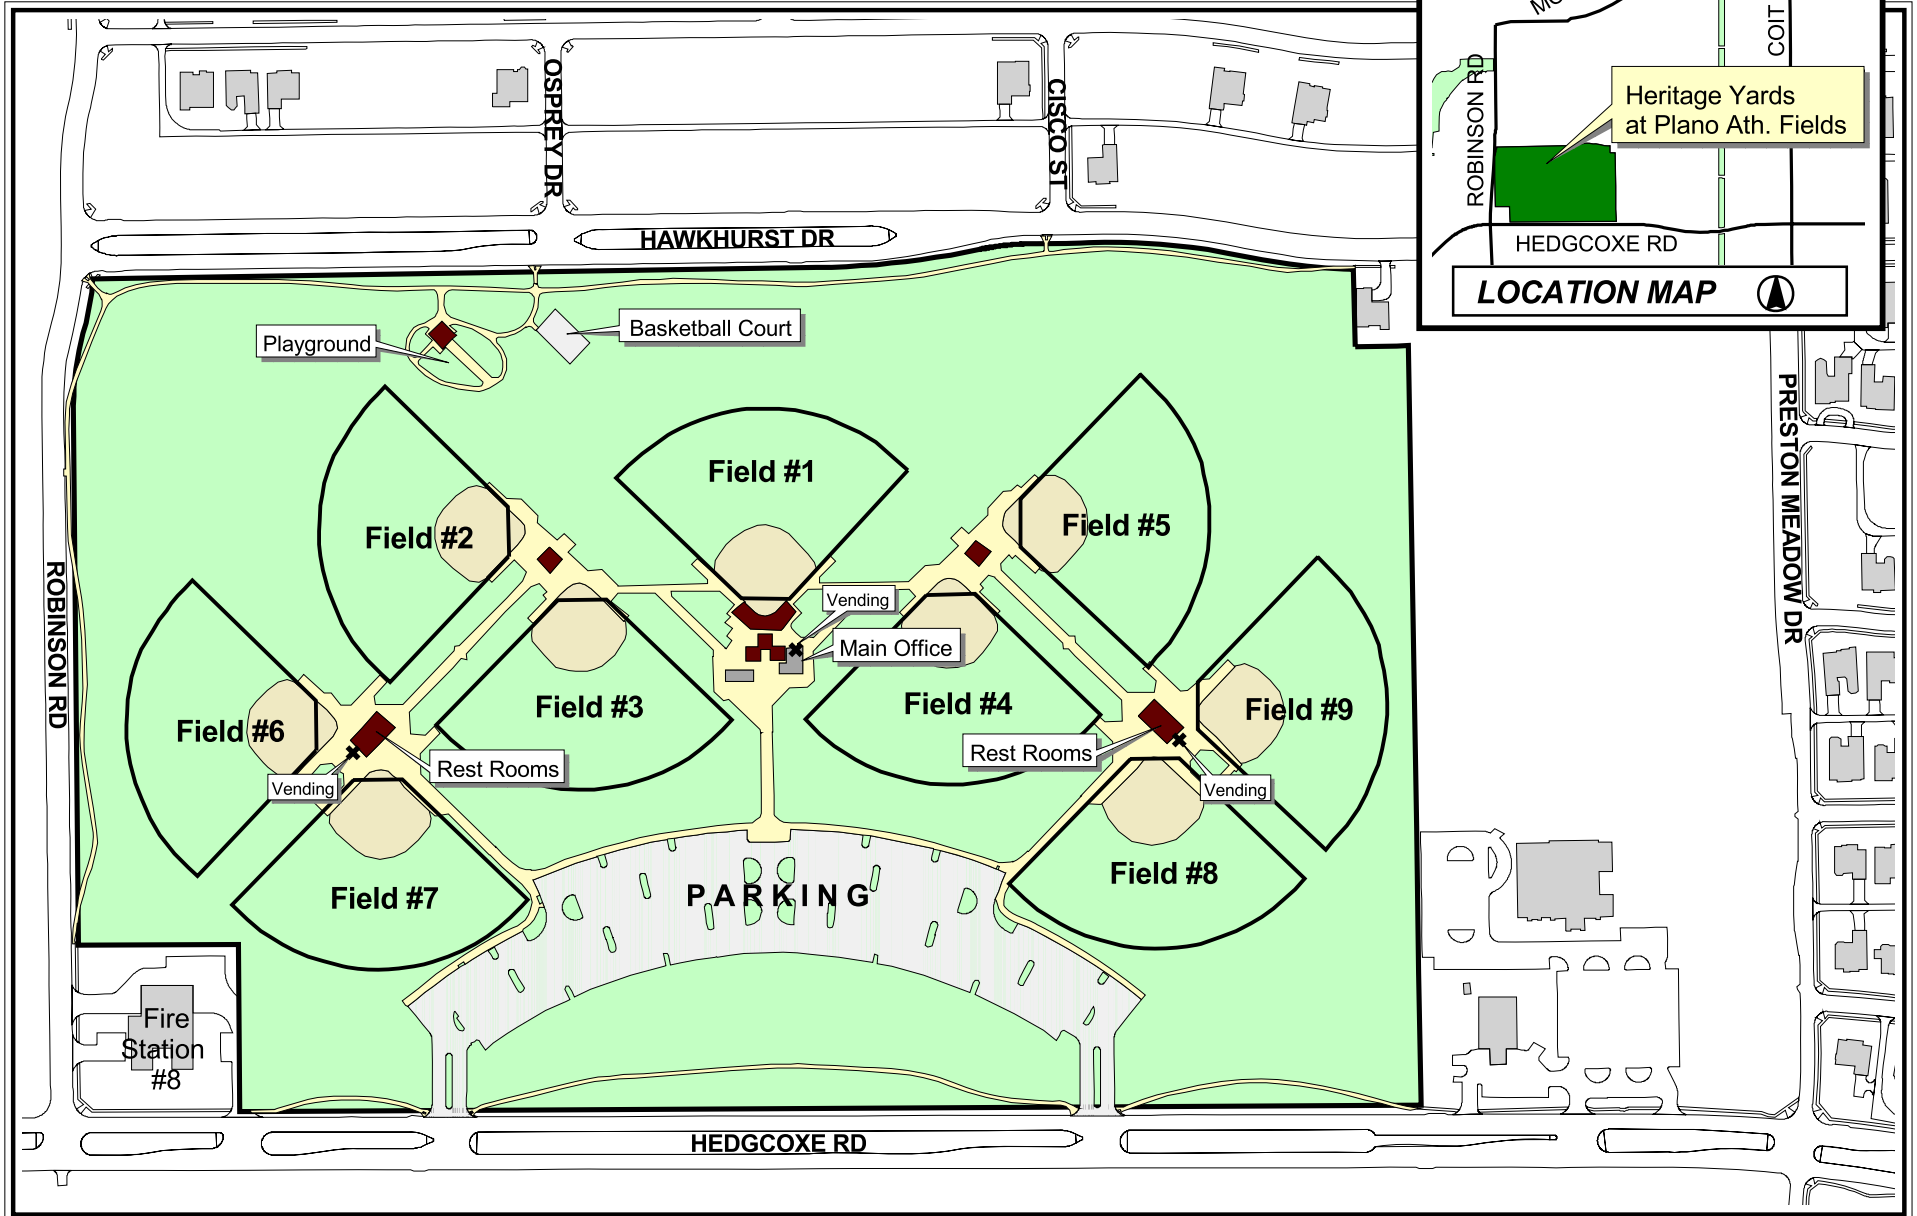 OSPREY DR
CISCO ST
HAWKHURST DR
ROBINSON RD
COIT
Heritage Yards
at Plano Ath. Fields
HEDGCOXE RD
LOCATION MAP
Playground
Basketball Court
Field #1
Field #2
Field #5
PRESTON MEADOW DR
ROBINSON RD
Vending
Main Office
Field #3
Field #4
Field #6
Field #9
Rest Rooms
Rest Rooms
Vending
Vending
Field #7
PARKING
Field #8
Fire
Station
#8
HEDGCOXE RD